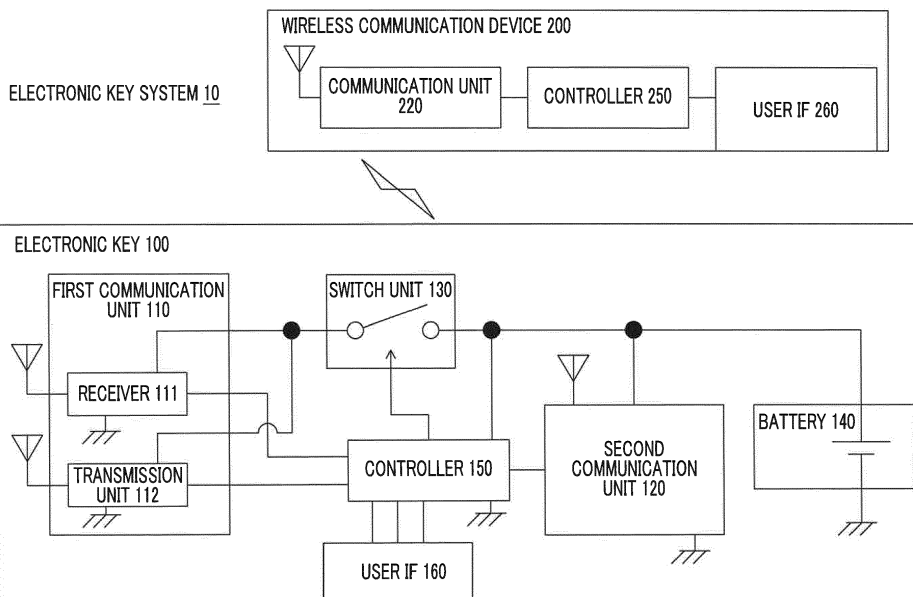 WIRELESS COMMUNICATION DEVICE 200
ELECTRONIC KEY SYSTEM 10
COMMUNICATION UNIT
220
CONTROLLER 250
USER IF 260
ELECTRONIC KEY 100
FIRST COMMUNICATION
UNIT 110
SWITCH UNIT 130
RECEIVER 111
TRANSMISSION
UNIT 112
CONTROLLER 150
SECOND
COMMUNICATION
UNIT 120
BATTERY 140
USER IF 160